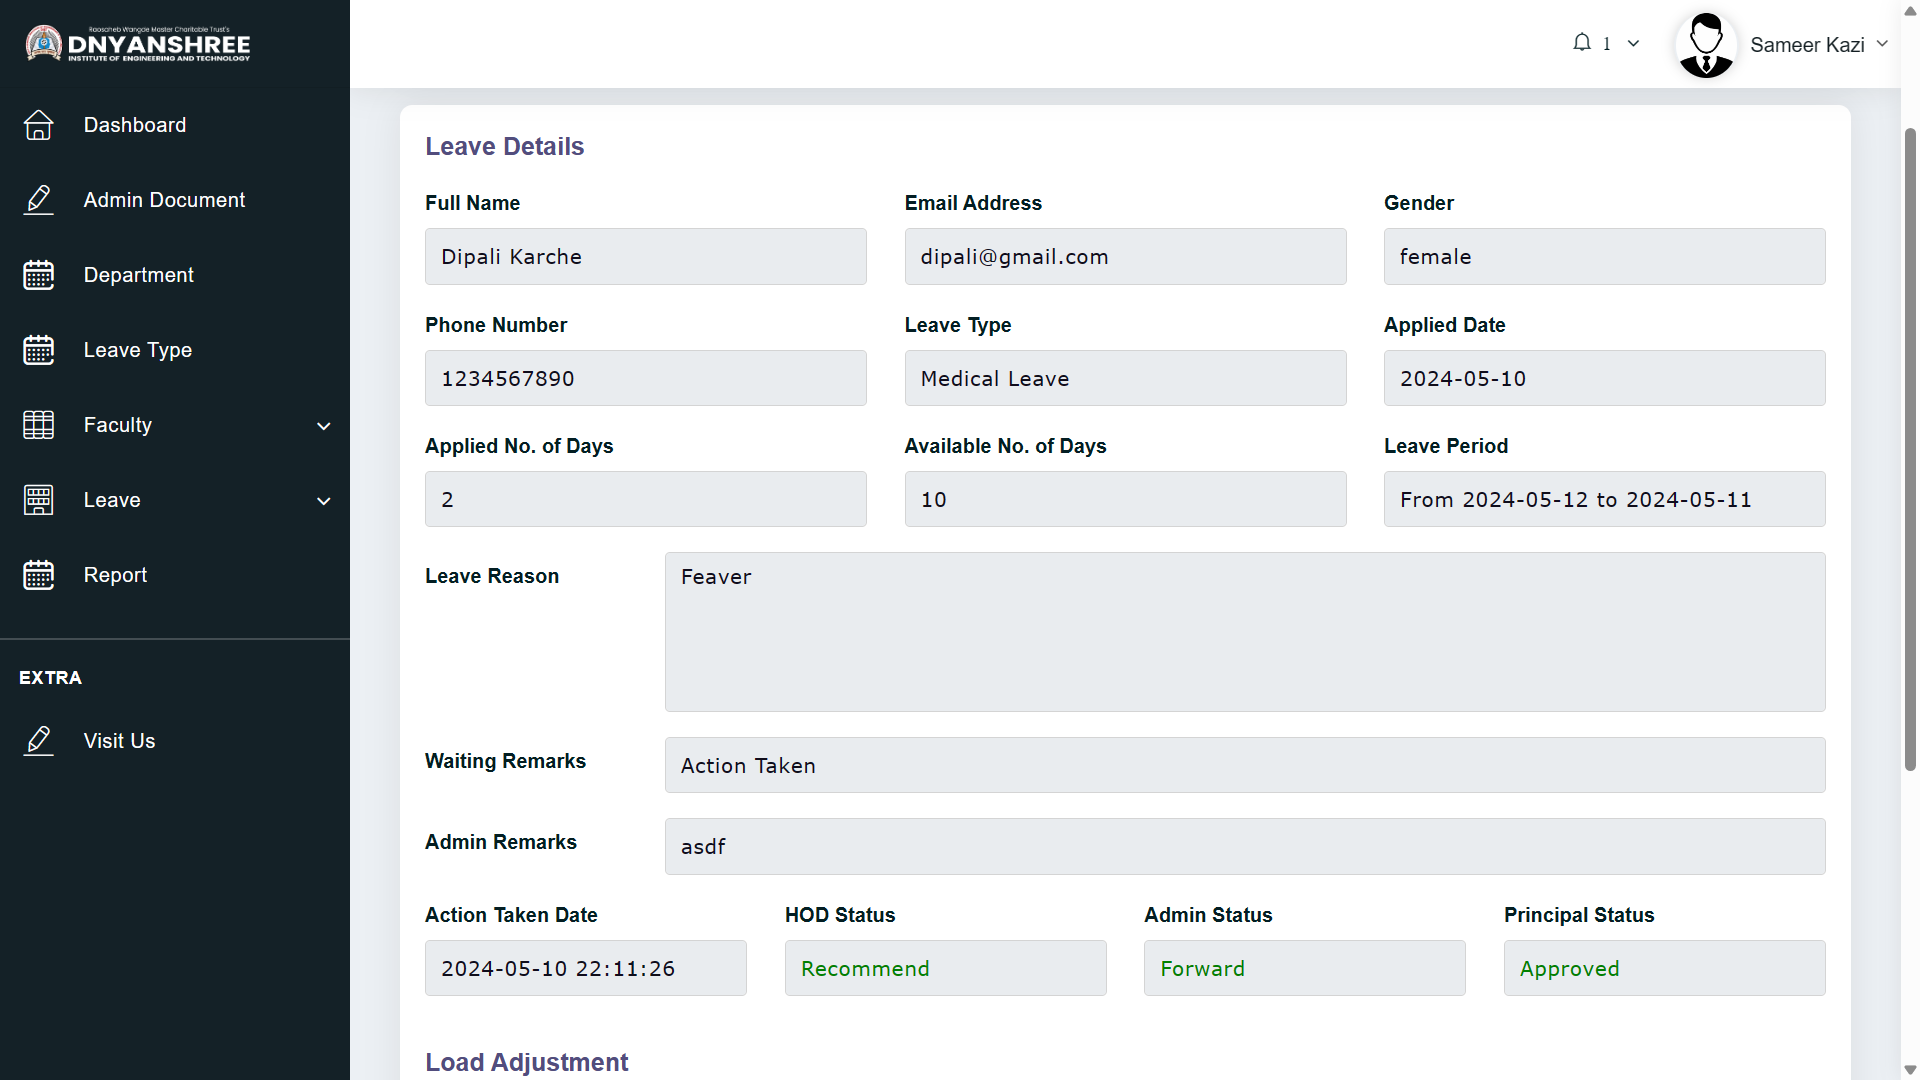 Raosaheb Wangde Master Charitable Trust's
DNYANSHREE
INSTITUTE OF ENGINEERING AND TECHNOLOGY
1
Sameer Kazi
Dashboard
Admin Document
Department
Leave Type
Faculty
Leave
Report
EXTRA
Visit Us
Leave Details
Full Name
Email Address
Gender
Dipali Karche
dipali@gmail.com
female
Phone Number
Leave Type
Applied Date
1234567890
Medical Leave
2024-05-10
Applied No. of Days
Available No. of Days
Leave Period
2
10
From 2024-05-12 to 2024-05-11
Leave Reason
Feaver
Waiting Remarks
Action Taken
Admin Remarks
asdf
Action Taken Date
HOD Status
Admin Status
Principal Status
2024-05-10 22:11:26
Recommend
Forward
Approved
Load Adjustment